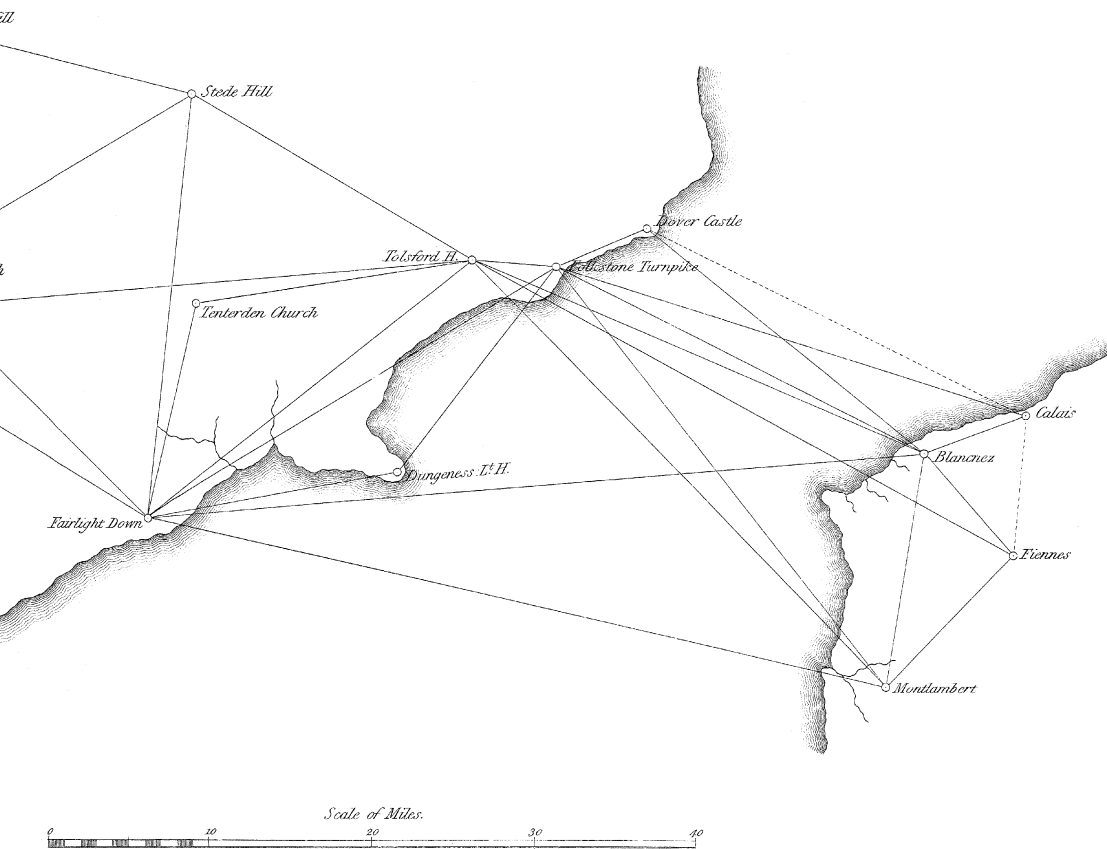 ill
Stede Hill
Dover Castle
Tolsford H.
Folkstone Turnpike
h
Tenterden Church
Calais
Blancnez
Dungeness Lt. H.
Fairlight Down
Fiennes
Montlambert
Scale of Miles.
0 10 20 30 40